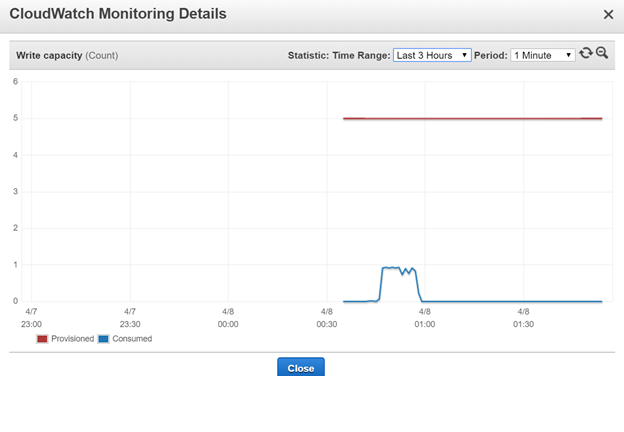 CloudWatch Monitoring Details ×
Write capacity (Count) Statistic: Time Range: Last 3 Hours Period: 1 Minute
6
5
4
3
2
1
0
4/7 4/7 4/8 4/8 4/8 4/8
23:00 23:30 00:00 00:30 01:00 01:30
Provisioned Consumed
Close